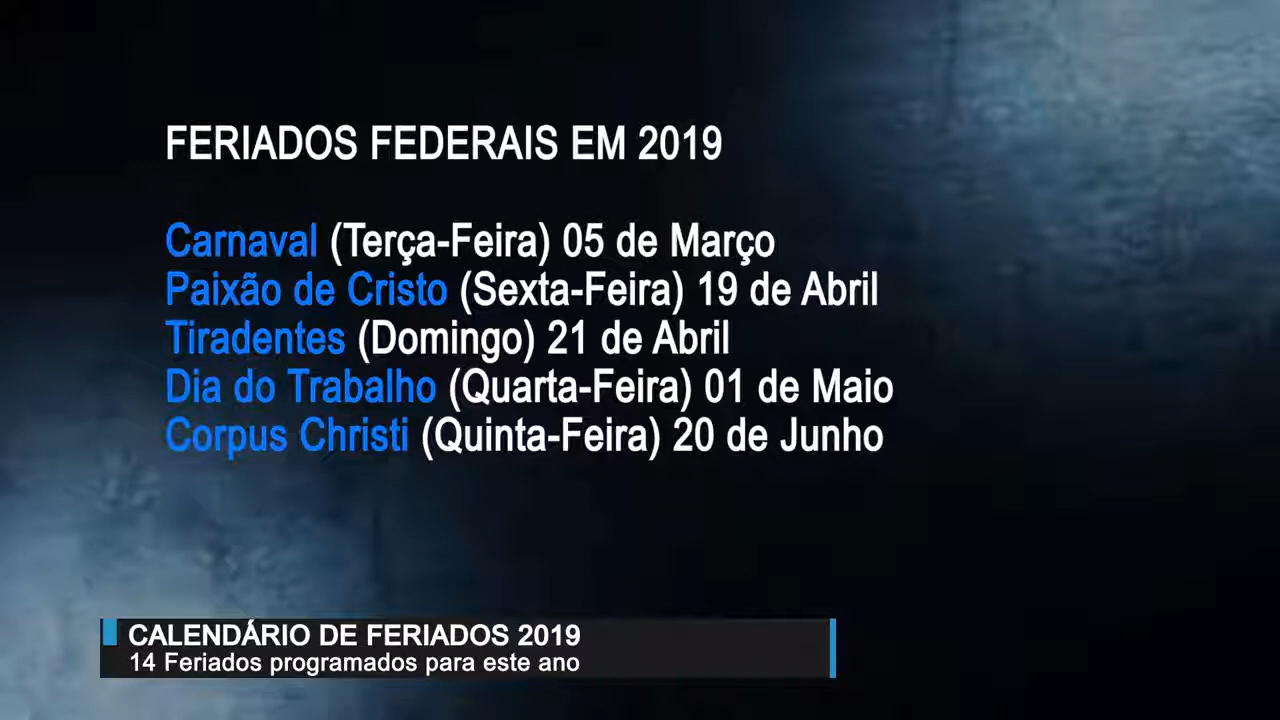 FERIADOS FEDERAIS EM 2019
Carnaval (Terça-Feira) 05 de Março
Paixão de Cristo (Sexta-Feira) 19 de Abril
Tiradentes (Domingo) 21 de Abril
Dia do Trabalho (Quarta-Feira) 01 de Maio
Corpus Christi (Quinta-Feira) 20 de Junho
CALENDÁRIO DE FERIADOS 2019
14 Feriados programados para este ano